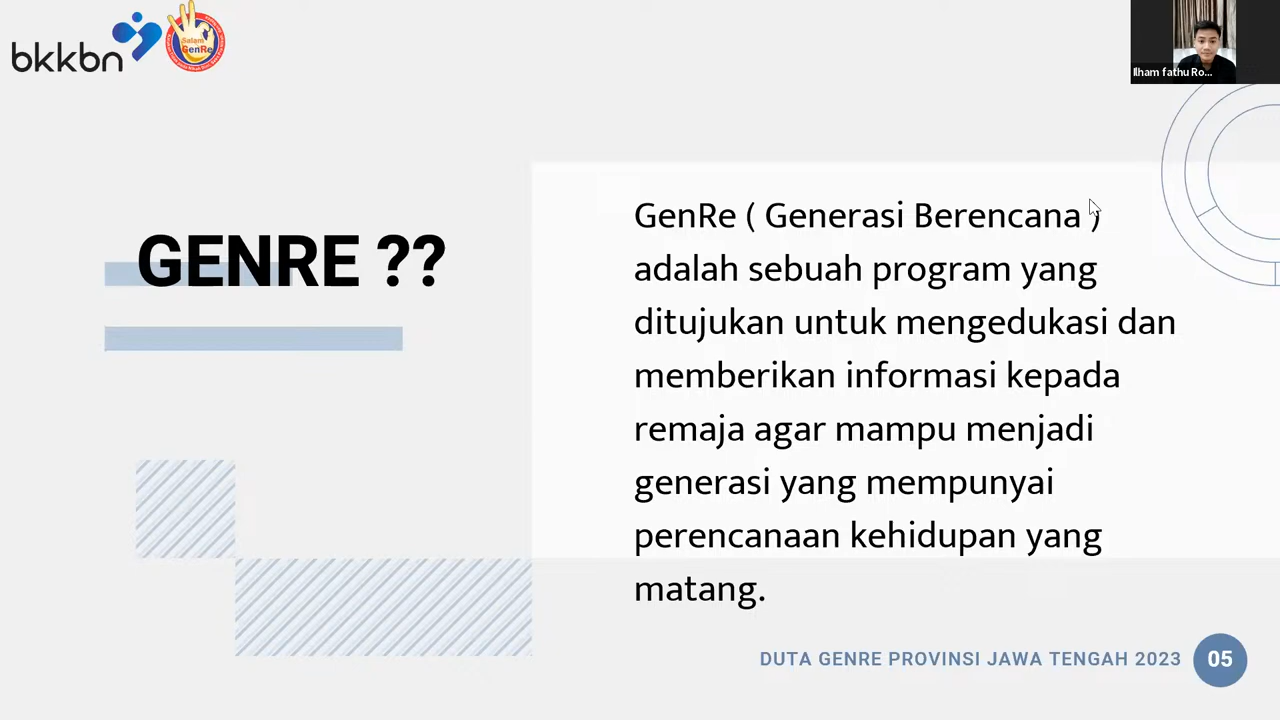 bkkbn
Salam
GenRe
Ilham fathu Ro...
GENRE ??
GenRe ( Generasi Berencana )
adalah sebuah program yang
ditujukan untuk mengedukasi dan
memberikan informasi kepada
remaja agar mampu menjadi
generasi yang mempunyai
perencanaan kehidupan yang
matang.
DUTA GENRE PROVINSI JAWA TENGAH 2023
05